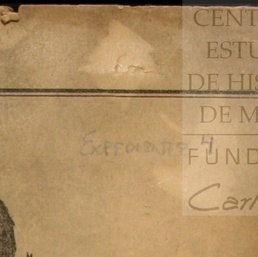 CENT
ESTU
DE HIS
DE M
FUND
Carl
EXPEDIENTE 4